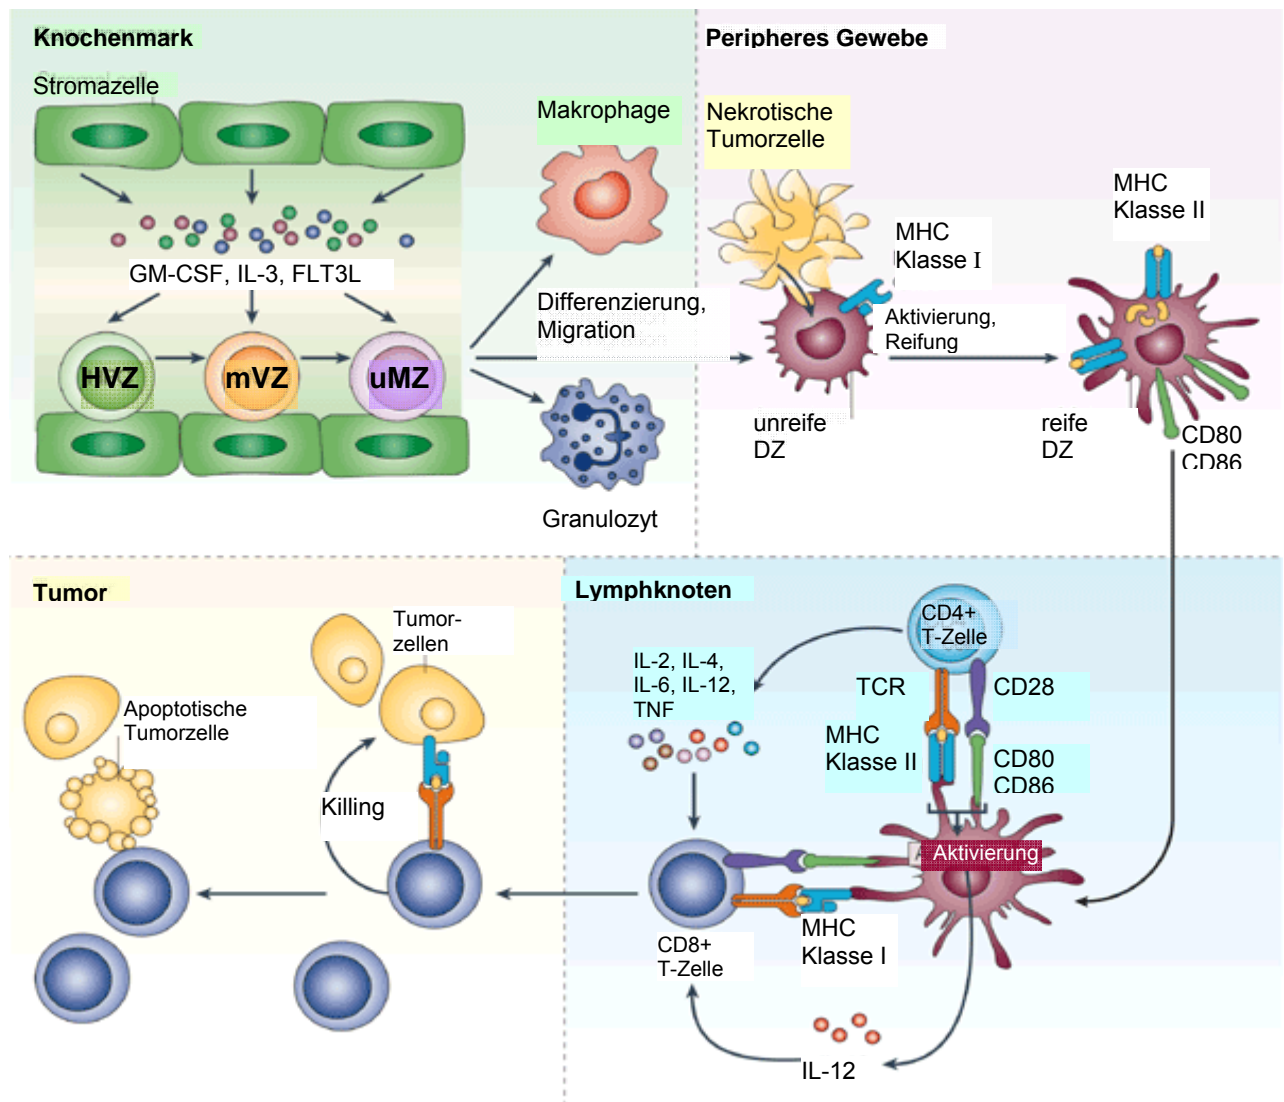 Knochenmark
Stromazelle
GM-CSF, IL-3, FLT3L
HVZ
mVZ
uMZ
Makrophage
Differenzierung,
Migration
Granulozyt
Peripheres Gewebe
Nekrotische
Tumorzelle
MHC
Klasse I
Aktivierung,
Reifung
unreife
DZ
MHC
Klasse II
reife
DZ
CD80
CD86
Tumor
Tumor-
zellen
Apoptotische
Tumorzelle
Killing
Lymphknoten
CD4+
T-Zelle
IL-2, IL-4,
IL-6, IL-12,
TNF
TCR
CD28
MHC
Klasse II
CD80
CD86
Aktivierung
MHC
Klasse I
CD8+
T-Zelle
IL-12